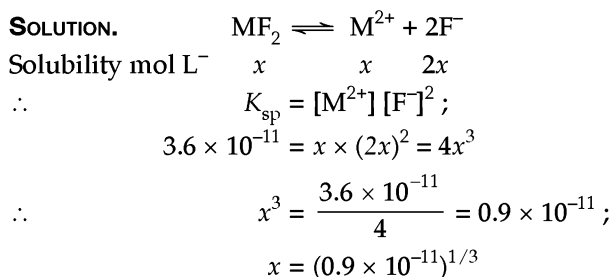 SOLUTION. MF₂ ⇌ M²⁺ + 2F⁻
Solubility mol L⁻ x x 2x
∴ Kₛₚ = [M²⁺] [F⁻]² ;
3.6 × 10⁻¹¹ = x × (2x)² = 4x³
∴ x³ = \frac{3.6 × 10⁻¹¹}{4} = 0.9 × 10⁻¹¹ ;
x = (0.9 × 10⁻¹¹)^{1/3}